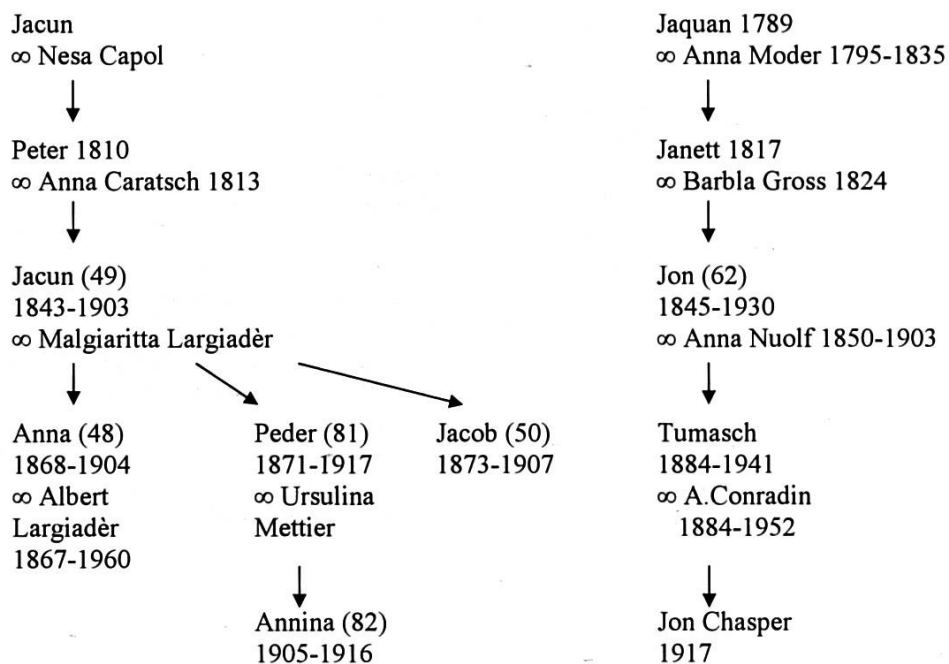 Jacun
∞ Nesa Capol
Peter 1810
∞ Anna Caratsch 1813
Jacun (49)
1843-1903
∞ Malgiaritta Largiadèr
Anna (48)
1868-1904
∞ Albert
Largiadèr
1867-1960
Peder (81)
1871-1917
∞ Ursulina
Mettier
Jacob (50)
1873-1907
Annina (82)
1905-1916
Jaquan 1789
∞ Anna Moder 1795-1835
Janett 1817
∞ Barbla Gross 1824
Jon (62)
1845-1930
∞ Anna Nuolf 1850-1903
Tumasch
1884-1941
∞ A.Conradin
1884-1952
Jon Chasper
1917